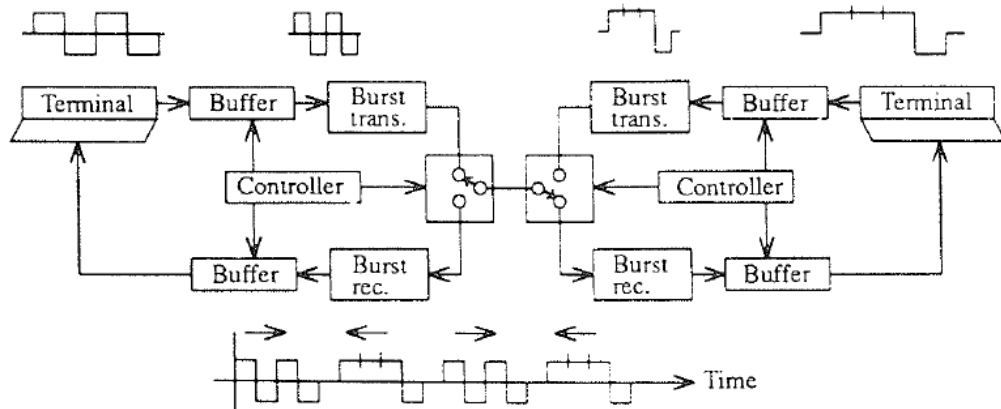 Terminal
Buffer
Burst
trans.
Burst
trans.
Buffer
Terminal
Controller
Controller
Buffer
Burst
rec.
Burst
rec.
Buffer
Time